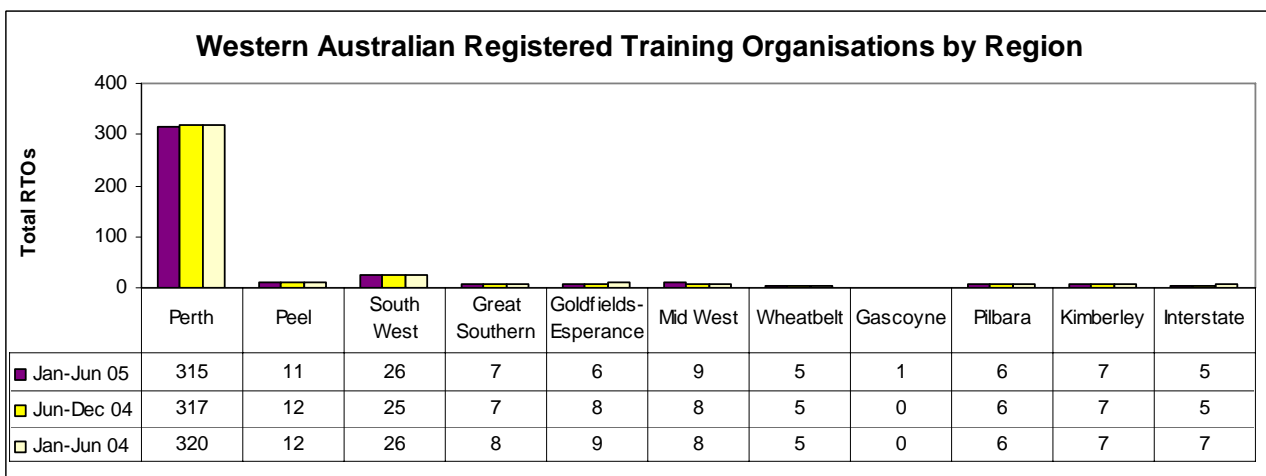 Western Australian Registered Training Organisations by Region
Total RTOs
400
300
200
100
0
Perth Peel South West Great Southern Goldfields-Esperance Mid West Wheatbelt Gascoyne Pilbara Kimberley Interstate
Jan-Jun 05 315 11 26 7 6 9 5 1 6 7 5
Jun-Dec 04 317 12 25 7 8 8 5 0 6 7 5
Jan-Jun 04 320 12 26 8 9 8 5 0 6 7 7